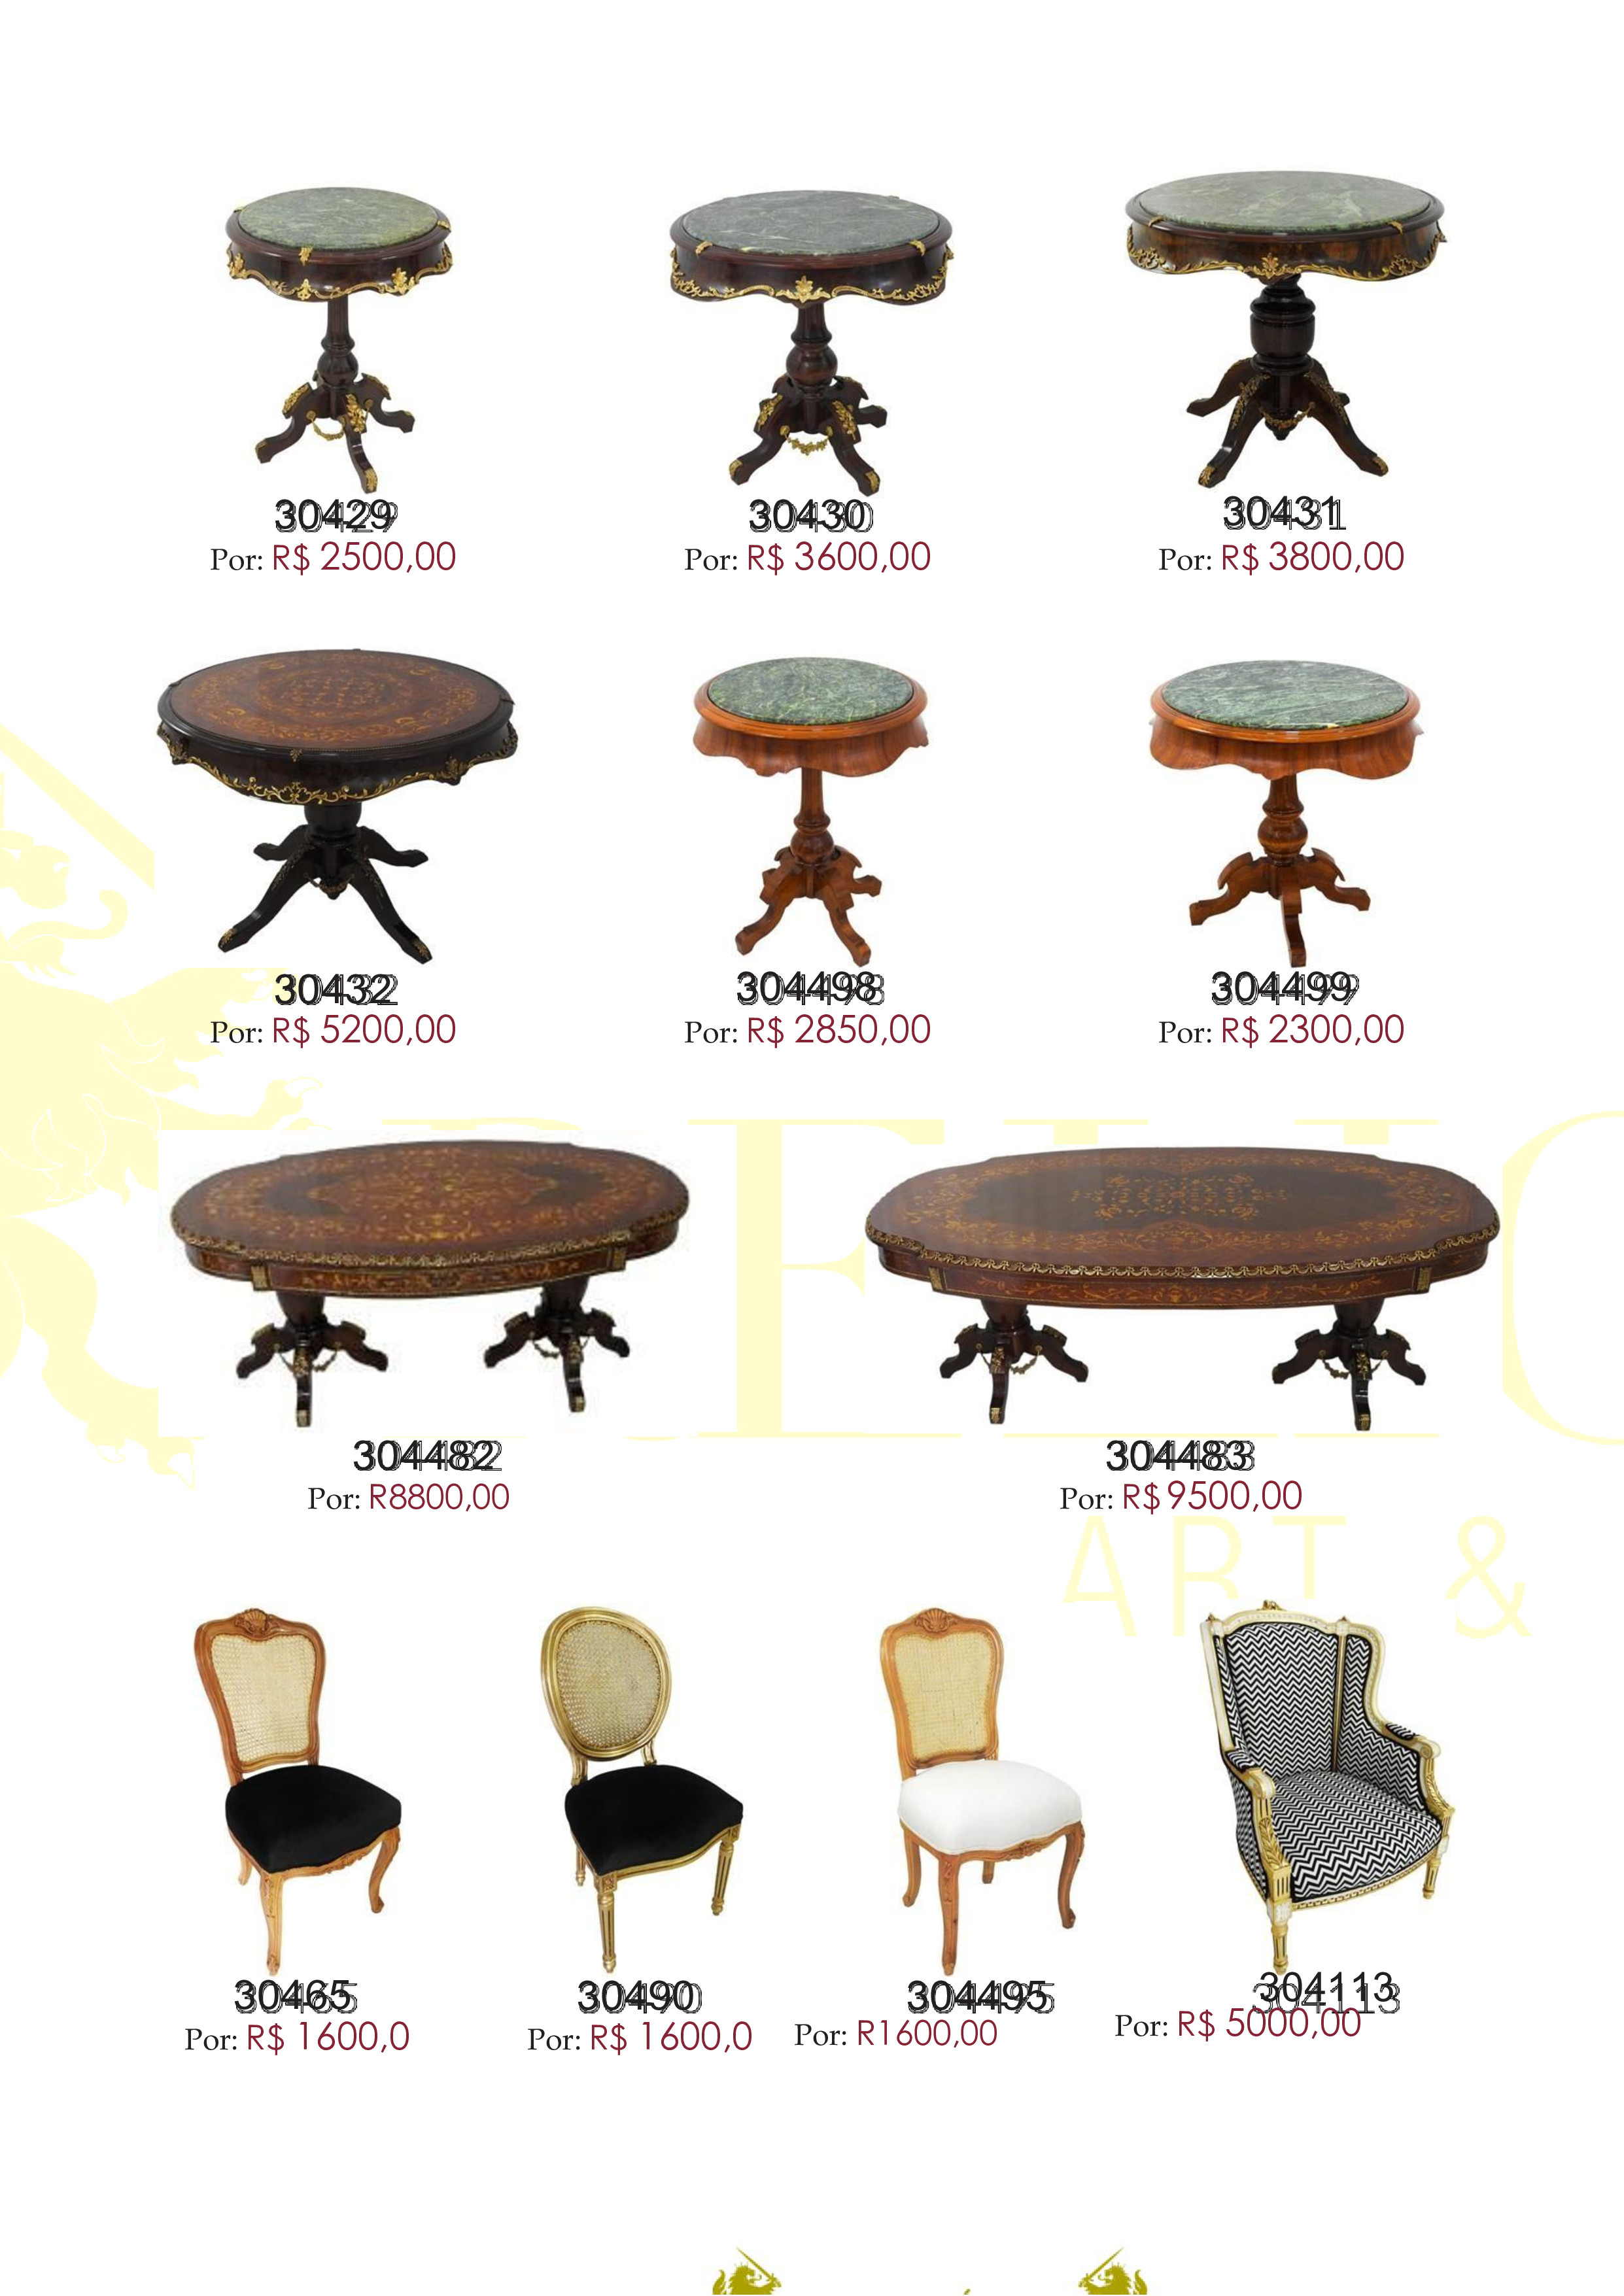 30429
Por: R$ 2500,00
30430
Por: R$ 3600,00
30431
Por: R$ 3800,00
30432
Por: R$ 5200,00
304498
Por: R$ 2850,00
304499
Por: R$ 2300,00
304482
Por: R8800,00
304483
Por: R$ 9500,00
ART &
30465
Por: R$ 1600,0
30490
Por: R$ 1600,0
304495
Por: R1600,00
304113
Por: R$ 5000,00